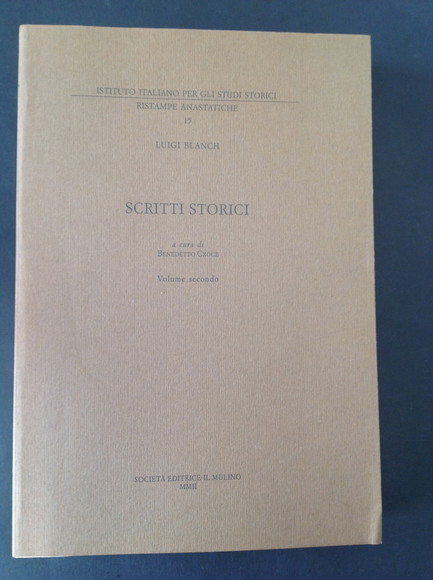 ISTITUTO ITALIANO PER GLI STUDI STORICI
RISTAMPE ANASTATICHE
15
LUIGI BLANCH
SCRITTI STORICI
a cura di
BENEDETTO CROCE
Volume secondo
SOCIETÀ EDITRICE IL MULINO
MMII